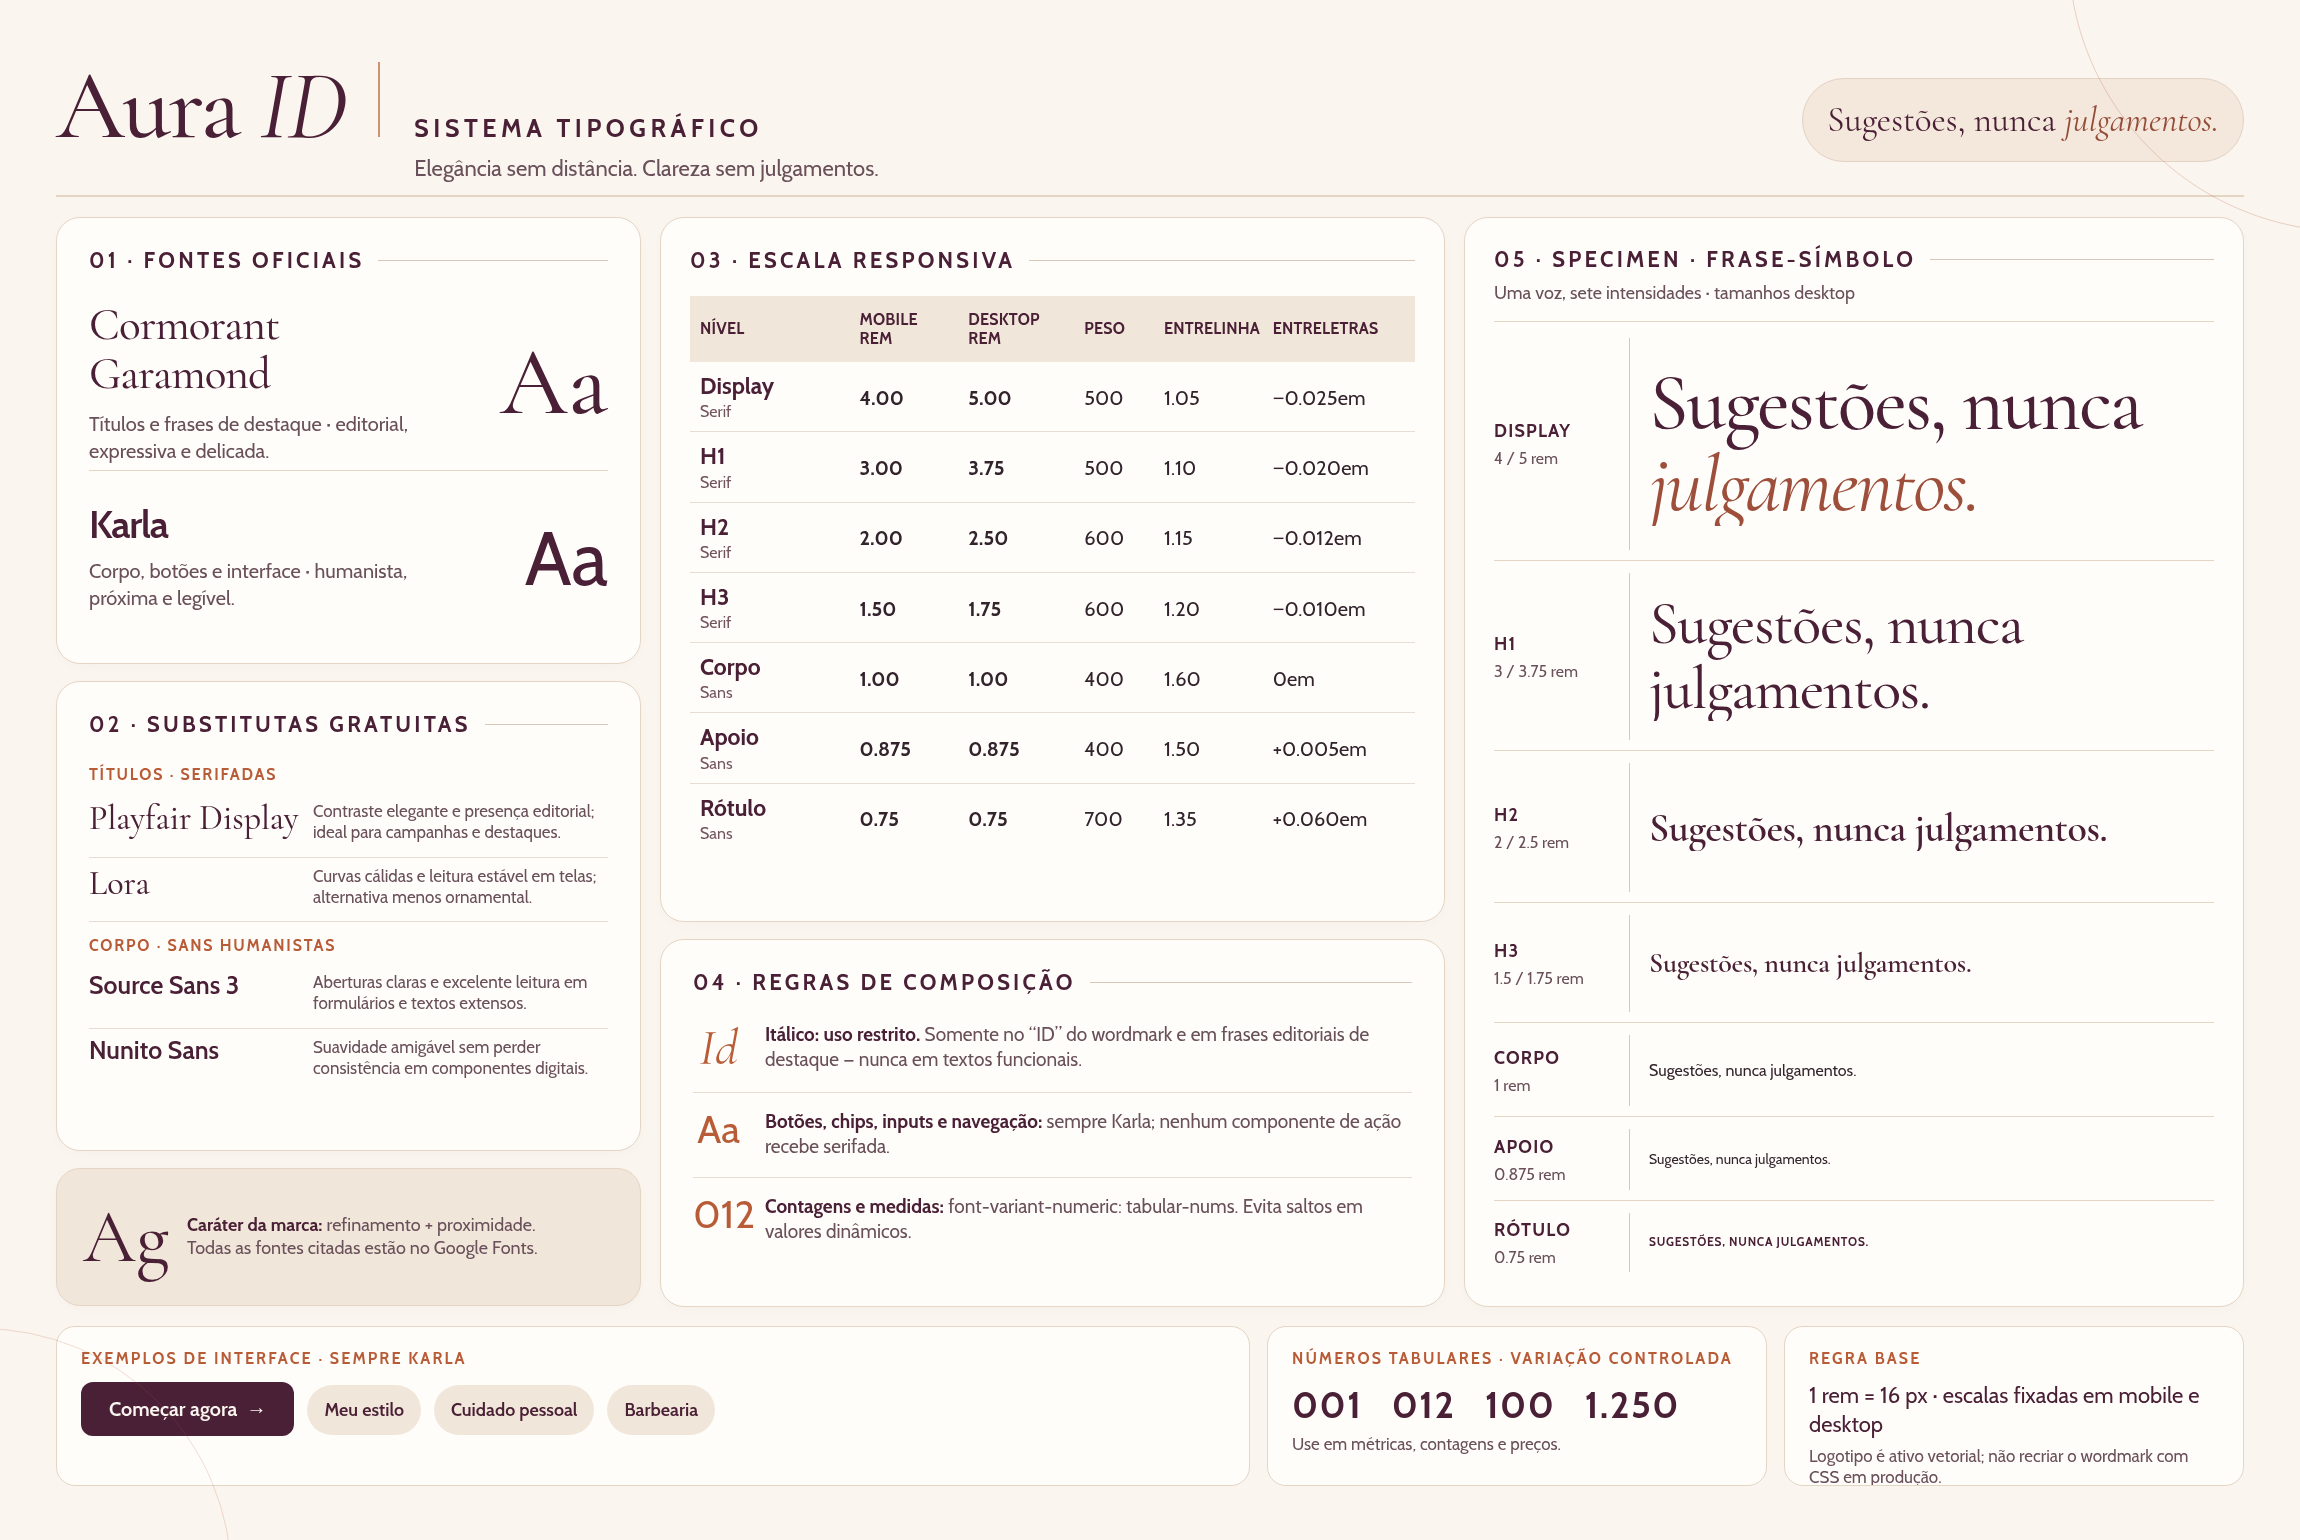 Aura ID
SISTEMA TIPOGRÁFICO
Elegância sem distância. Clareza sem julgamentos.
Sugestões, nunca julgamentos.
01 · FONTES OFICIAIS
Cormorant
Garamond
Títulos e frases de destaque · editorial,
expressiva e delicada.
Aa
Karla
Corpo, botões e interface · humanista,
próxima e legível.
Aa
02 · SUBSTITUTAS GRATUITAS
TÍTULOS · SERIFADAS
Playfair Display
Contraste elegante e presença editorial;
ideal para campanhas e destaques.
Lora
Curvas cálidas e leitura estável em telas;
alternativa menos ornamental.
CORPO · SANS HUMANISTAS
Source Sans 3
Aberturas claras e excelente leitura em
formulários e textos extensos.
Nunito Sans
Suavidade amigável sem perder
consistência em componentes digitais.
Ag
Caráter da marca: refinamento + proximidade.
Todas as fontes citadas estão no Google Fonts.
03 · ESCALA RESPONSIVA
NÍVEL MOBILE REM DESKTOP REM PESO ENTRELINHA ENTRELETRAS
Display Serif 4.00 5.00 500 1.05 −0.025em
H1 Serif 3.00 3.75 500 1.10 −0.020em
H2 Serif 2.00 2.50 600 1.15 −0.012em
H3 Serif 1.50 1.75 600 1.20 −0.010em
Corpo Sans 1.00 1.00 400 1.60 0em
Apoio Sans 0.875 0.875 400 1.50 +0.005em
Rótulo Sans 0.75 0.75 700 1.35 +0.060em
04 · REGRAS DE COMPOSIÇÃO
Id
Itálico: uso restrito. Somente no “ID” do wordmark e em frases editoriais de
destaque – nunca em textos funcionais.
Aa
Botões, chips, inputs e navegação: sempre Karla; nenhum componente de ação
recebe serifada.
012
Contagens e medidas: font-variant-numeric: tabular-nums. Evita saltos em
valores dinâmicos.
05 · SPECIMEN · FRASE-SÍMBOLO
Uma voz, sete intensidades · tamanhos desktop
DISPLAY
4 / 5 rem
Sugestões, nunca
julgamentos.
H1
3 / 3.75 rem
Sugestões, nunca
julgamentos.
H2
2 / 2.5 rem
Sugestões, nunca julgamentos.
H3
1.5 / 1.75 rem
Sugestões, nunca julgamentos.
CORPO
1 rem
Sugestões, nunca julgamentos.
APOIO
0.875 rem
Sugestões, nunca julgamentos.
RÓTULO
0.75 rem
SUGESTÕES, NUNCA JULGAMENTOS.
EXEMPLOS DE INTERFACE · SEMPRE KARLA
Começar agora →
Meu estilo
Cuidado pessoal
Barbearia
NÚMEROS TABULARES · VARIAÇÃO CONTROLADA
001 012 100 1.250
Use em métricas, contagens e preços.
REGRA BASE
1 rem = 16 px · escalas fixadas em mobile e
desktop
Logotipo é ativo vetorial; não recriar o wordmark com
CSS em produção.